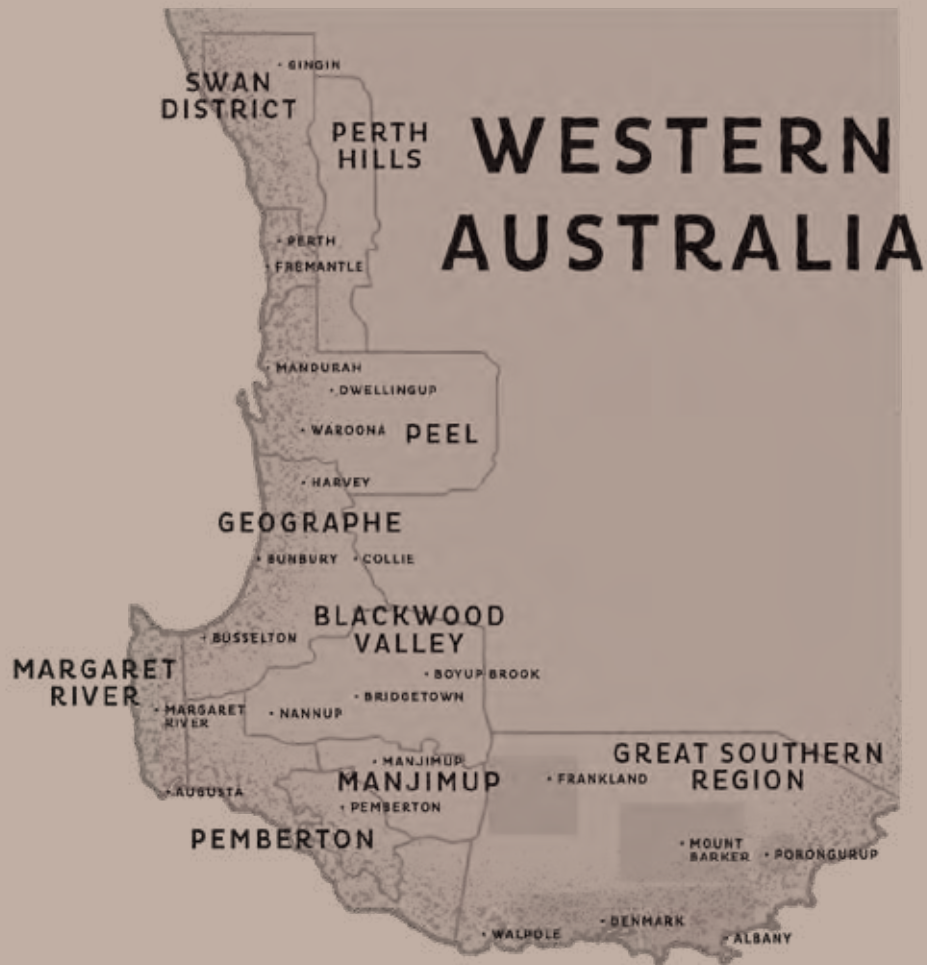 GINGIN
SWAN
DISTRICT
PERTH
HILLS
WESTERN
AUSTRALIA
PERTH
FREMANTLE
MANDURAH
DWELLINGUP
WAROONA
PEEL
HARVEY
GEOGRAPHE
BUNBURY
COLLIE
BLACKWOOD
VALLEY
BUSSELTON
MARGARET
RIVER
BOYUP BROOK
BRIDGETOWN
MARGARET
RIVER
NANNUP
GREAT SOUTHERN
REGION
MANJIMUP
MANJIMUP
FRANKLAND
AUGUSTA
PEMBERTON
PEMBERTON
MOUNT
BARKER
PORONGURUP
DENMARK
WALPOLE
ALBANY